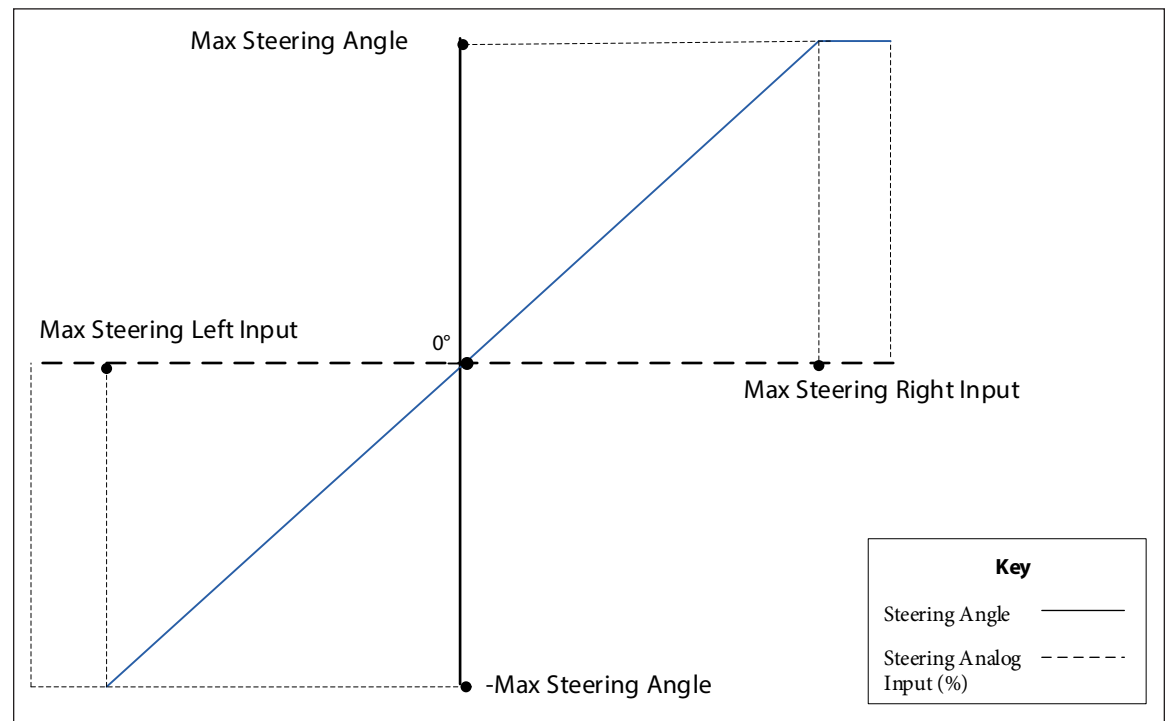 Max Steering Angle
Max Steering Left Input
0°
Max Steering Right Input
-Max Steering Angle
Key
Steering Angle
Steering Analog
Input (%)